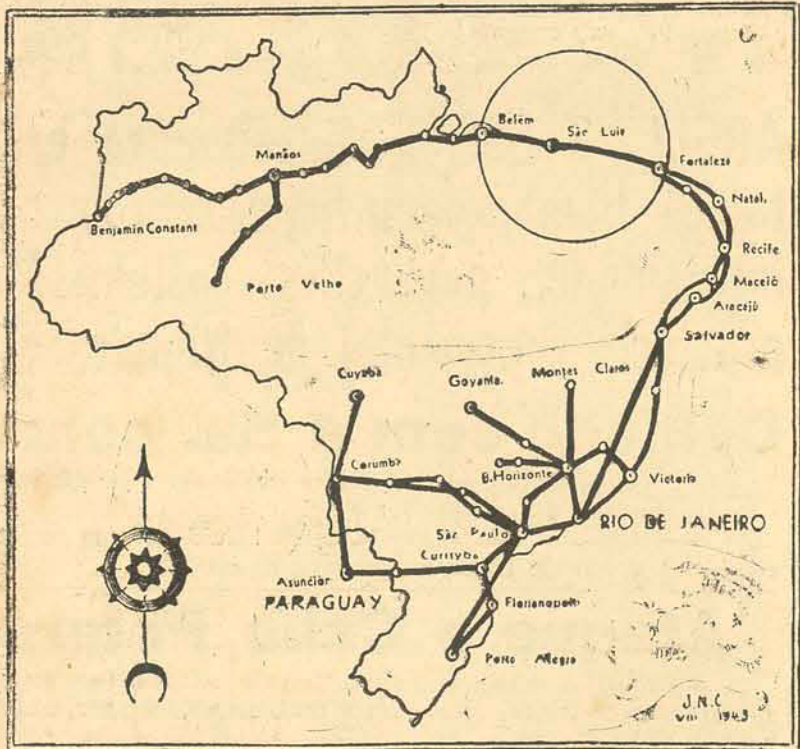 Belem
São Luiz
Manáos
Fortaleza
Natal.
Benjamin Constant
Recife
Porto Velho
Maceió
Aracajú
Salvador
Cuyabá
Goyania.
Montes Claros
Corumbá
B. Horizonte
Victoria
São Paulo
RIO DE JANEIRO
Curityba
Asuncion
PARAGUAY
Florianopolis
Porto Alegre
J.N.C
VIII 1943